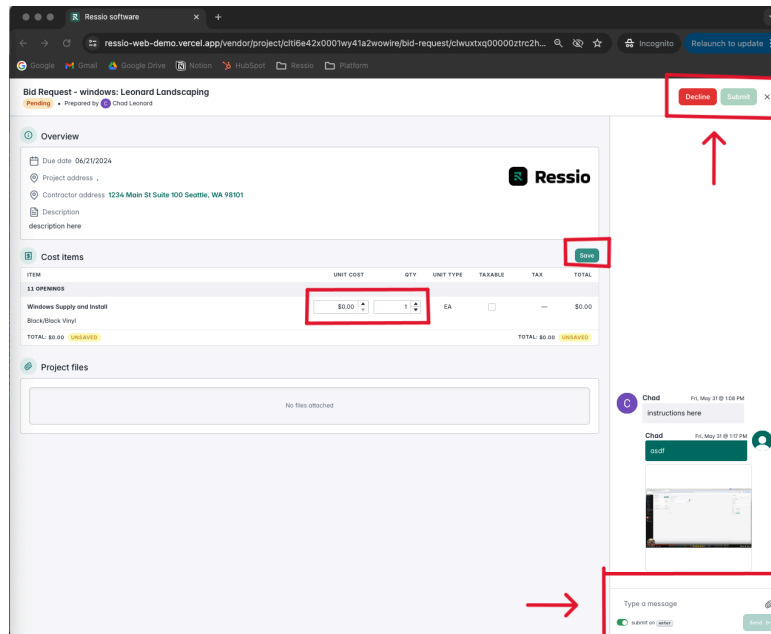 Ressio software
ressio-web-demo.vercel.app/vendor/project/clti6e42x0001wy41a2wowire/bid-request/clwuxtxq00000ztrc2h...
Incognito
Relaunch to update
Google
Gmail
Google Drive
Notion
HubSpot
Ressio
Platform
Bid Request - windows: Leonard Landscaping
Pending • Prepared by C Chad Leonard
Decline
Submit
Overview
Due date 06/21/2024
Project address ,
Contractor address 1234 Main St Suite 100 Seattle, WA 98101
Description
description here
Ressio
Cost items
Save
ITEM UNIT COST QTY UNIT TYPE TAXABLE TAX TOTAL
11 OPENINGS
Windows Supply and Install $0.00 1 EA — $0.00
Black/Black Vinyl
TOTAL: $0.00 UNSAVED TOTAL: $0.00 UNSAVED
Project files
No files attached
C
Chad Fri, May 31 @ 1:08 PM
instructions here
Chad Fri, May 31 @ 1:17 PM
asdf
Type a message
submit on enter
Send